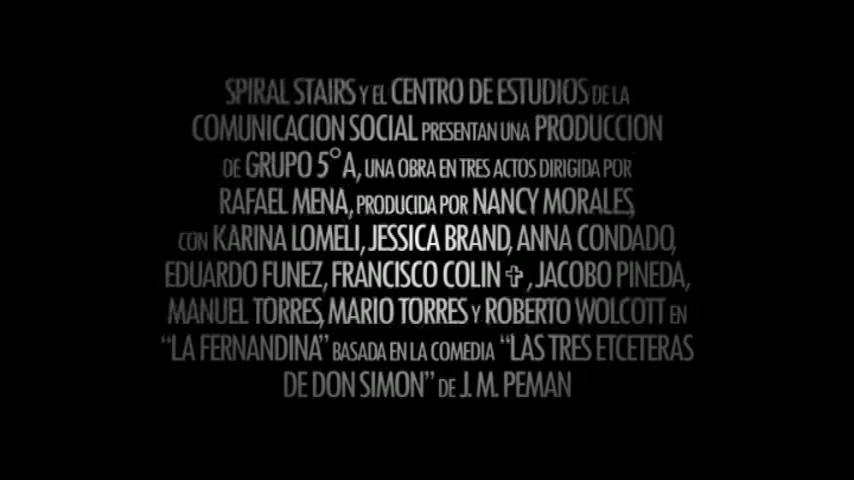 SPIRAL STAIRS Y EL CENTRO DE ESTUDIOS DE LA
COMUNICACION SOCIAL PRESENTAN UNA PRODUCCION
DE GRUPO 5°A, UNA OBRA EN TRES ACTOS DIRIGIDA POR
RAFAEL MENA, PRODUCIDA POR NANCY MORALES,
CON KARINA LOMELI, JESSICA BRAND, ANNA CONDADO,
EDUARDO FUNEZ, FRANCISCO COLIN ✞, JACOBO PINEDA,
MANUEL TORRES, MARIO TORRES Y ROBERTO WOLCOTT EN
“LA FERNANDINA” BASADA EN LA COMEDIA “LAS TRES ETCETERAS
DE DON SIMON” DE J. M. PEMAN